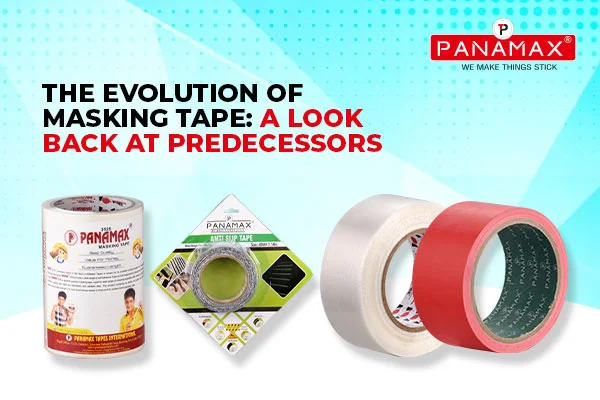 P
PANAMAX®
WE MAKE THINGS STICK
THE EVOLUTION OF
MASKING TAPE: A LOOK
BACK AT PREDECESSORS
PANAMAX
MASKING TAPE
PANAMAX TAPES INTERNATIONAL
P
PANAMAX
ANTI SLIP TAPE